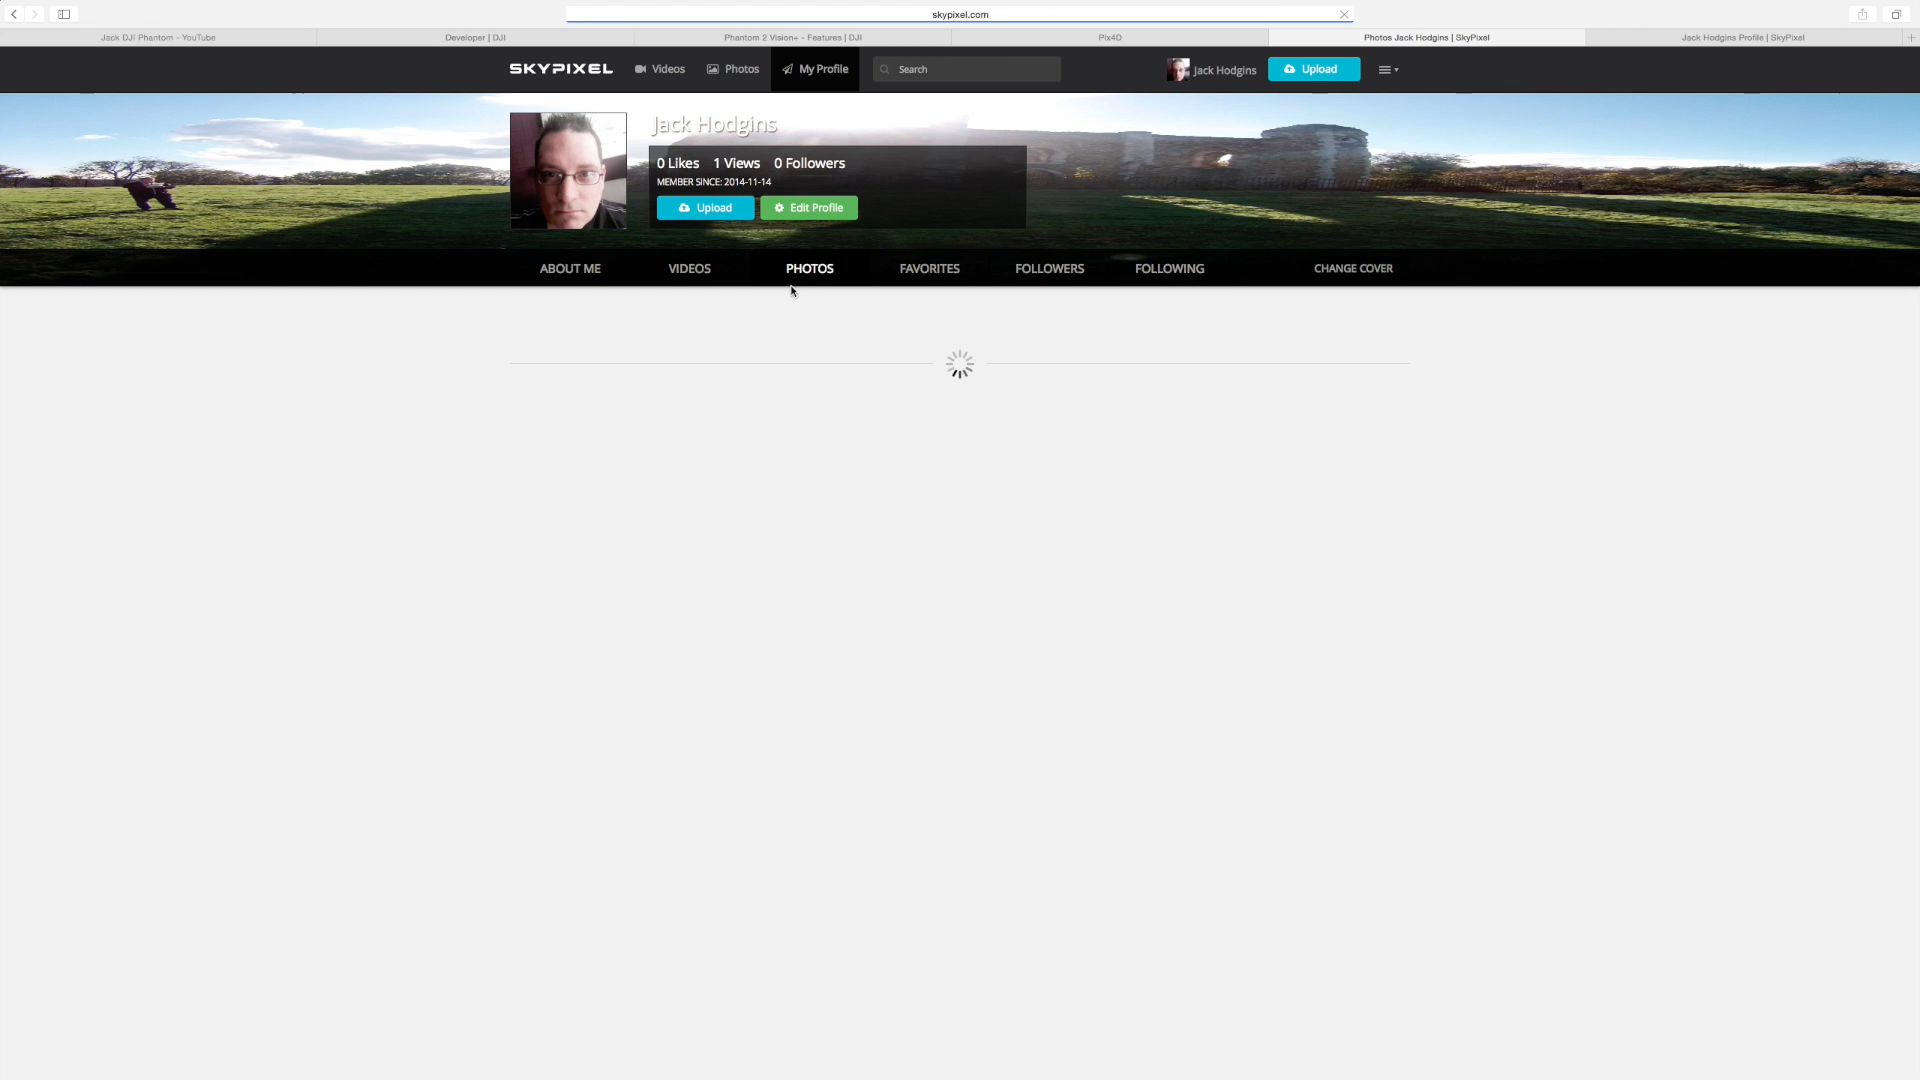 skypixel.com
Jack DJI Phantom - YouTube
Developer | DJI
Phantom 2 Vision+ - Features | DJI
Pix4D
Photos Jack Hodgins | SkyPixel
Jack Hodgins Profile | SkyPixel
SKYPIXEL
Videos
Photos
My Profile
Search
Jack Hodgins
Upload
Jack Hodgins
0 Likes 1 Views 0 Followers
MEMBER SINCE: 2014-11-14
Upload
Edit Profile
ABOUT ME
VIDEOS
PHOTOS
FAVORITES
FOLLOWERS
FOLLOWING
CHANGE COVER